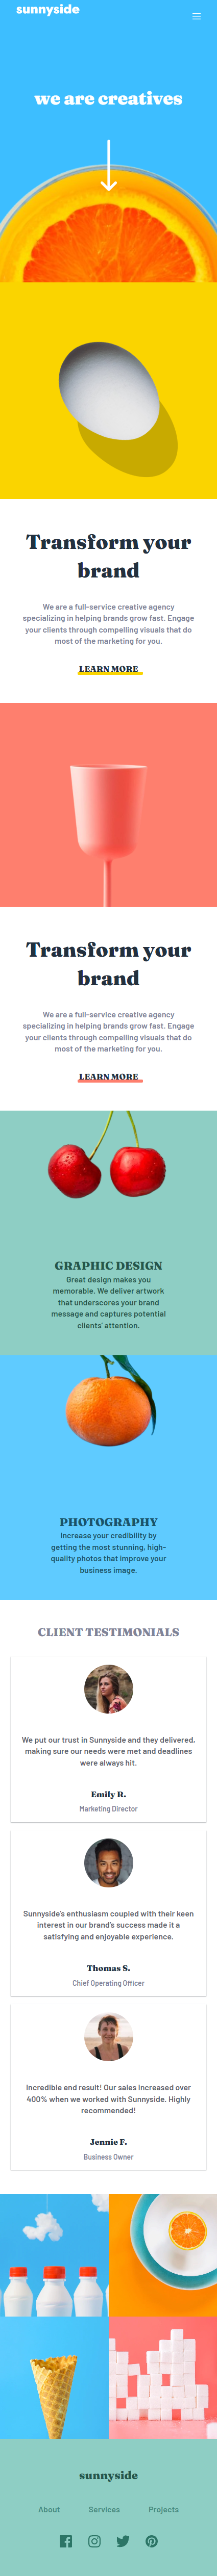 sunnyside
we are creatives
Transform your
brand
We are a full-service creative agency
specializing in helping brands grow fast. Engage
your clients through compelling visuals that do
most of the marketing for you.
LEARN MORE
Transform your
brand
We are a full-service creative agency
specializing in helping brands grow fast. Engage
your clients through compelling visuals that do
most of the marketing for you.
LEARN MORE
GRAPHIC DESIGN
Great design makes you
memorable. We deliver artwork
that underscores your brand
message and captures potential
clients' attention.
PHOTOGRAPHY
Increase your credibility by
getting the most stunning, high-
quality photos that improve your
business image.
CLIENT TESTIMONIALS
We put our trust in Sunnyside and they delivered,
making sure our needs were met and deadlines
were always hit.
Emily R.
Marketing Director
Sunnyside's enthusiasm coupled with their keen
interest in our brand's success made it a
satisfying and enjoyable experience.
Thomas S.
Chief Operating Officer
Incredible end result! Our sales increased over
400% when we worked with Sunnyside. Highly
recommended!
Jennie F.
Business Owner
sunnyside
About Services Projects